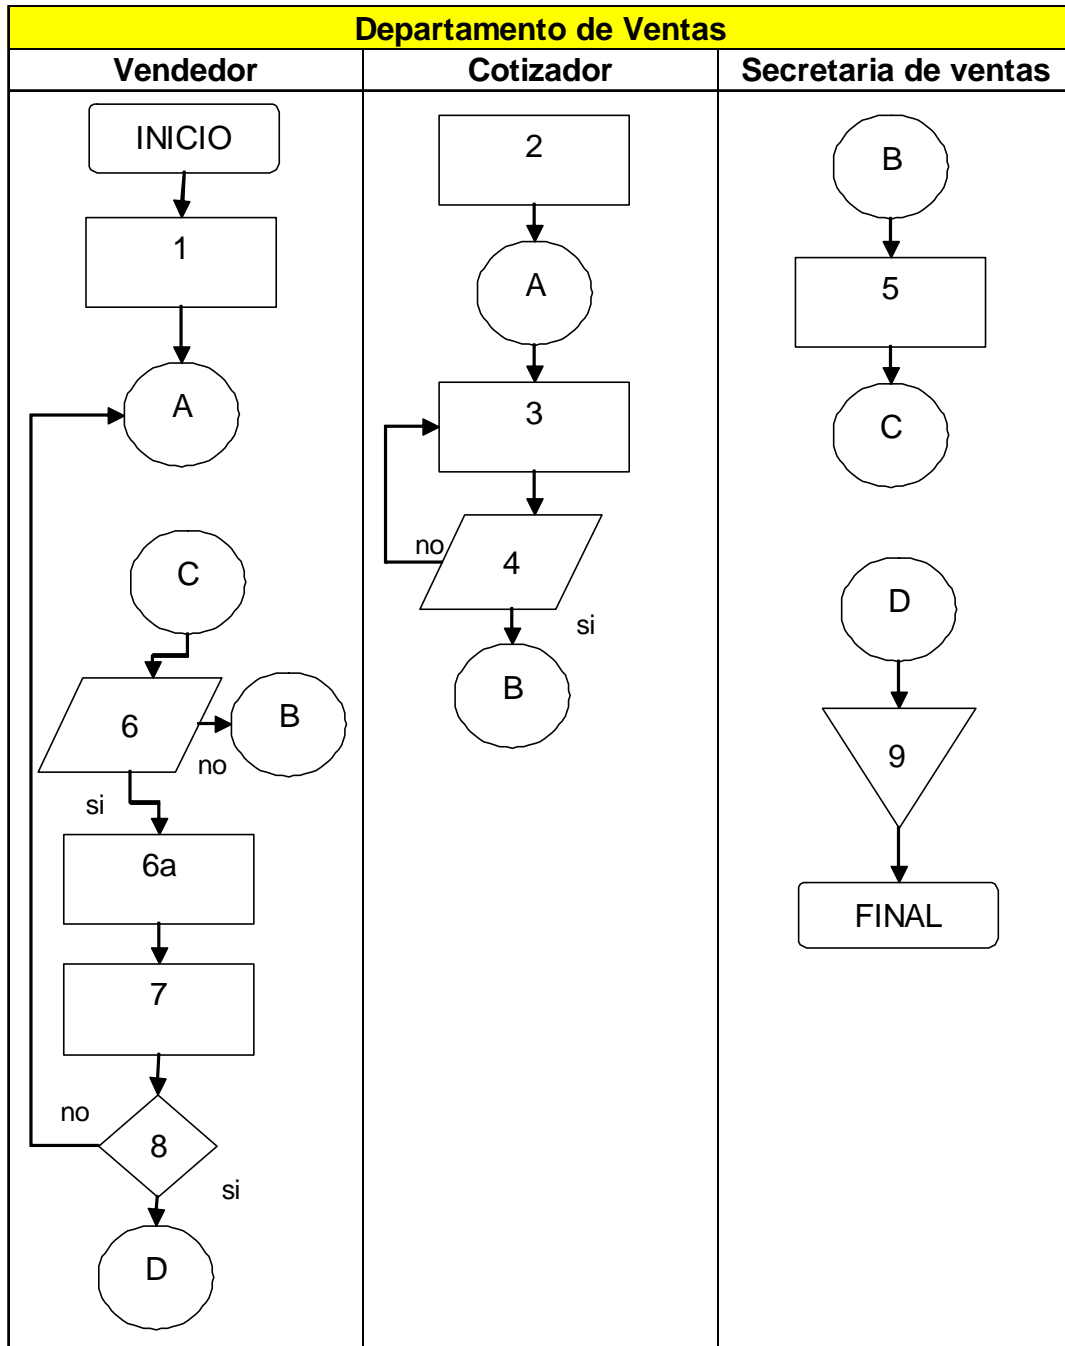 Departamento de Ventas
Vendedor
Cotizador
Secretaria de ventas
INICIO
1
A
C
6
no
B
si
6a
7
no
8
si
D
2
A
3
no
4
si
B
B
5
C
D
9
FINAL